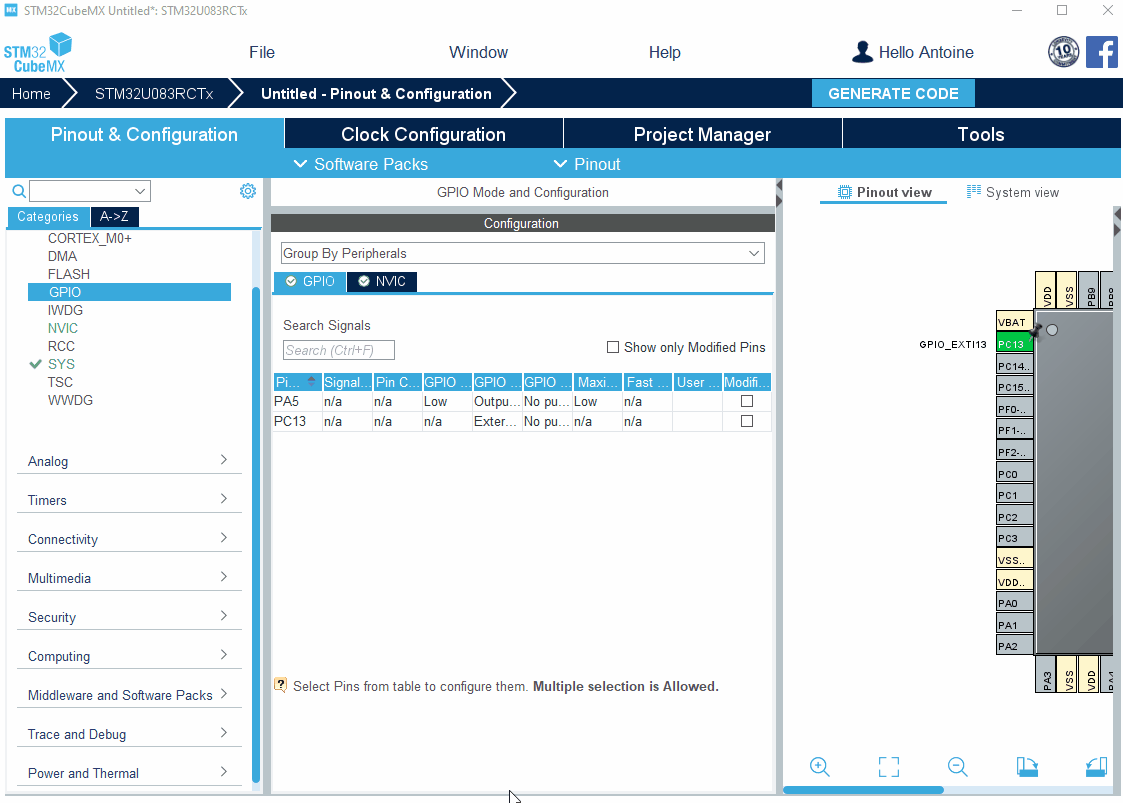 MX STM32CubeMX Untitled*: STM32U083RCTx
STM32
CubeMX
File
Window
Help
Hello Antoine
10
Home
STM32U083RCTx
Untitled - Pinout & Configuration
GENERATE CODE
Pinout & Configuration
Clock Configuration
Project Manager
Tools
Software Packs
Pinout
Categories
A->Z
CORTEX_M0+
DMA
FLASH
GPIO
IWDG
NVIC
RCC
SYS
TSC
WWDG
Analog
Timers
Connectivity
Multimedia
Security
Computing
Middleware and Software Packs
Trace and Debug
Power and Thermal
GPIO Mode and Configuration
Configuration
Group By Peripherals
GPIO
NVIC
Search Signals
Search (Ctrl+F)
Show only Modified Pins
Pi... Signal... Pin C... GPIO ... GPIO ... GPIO ... Maxi... Fast ... User ... Modifi...
PA5 n/a n/a Low Outpu... No pu... Low n/a
PC13 n/a n/a n/a Exter... No pu... n/a n/a
Select Pins from table to configure them. Multiple selection is Allowed.
Pinout view
System view
VDD
VSS
PB9
VBAT
GPIO_EXTI13
PC13
PC14..
PC15..
PF0-..
PF1-..
PF2-..
PC0
PC1
PC2
PC3
VSS..
VDD..
PA0
PA1
PA2
PA3
VSS
VDD